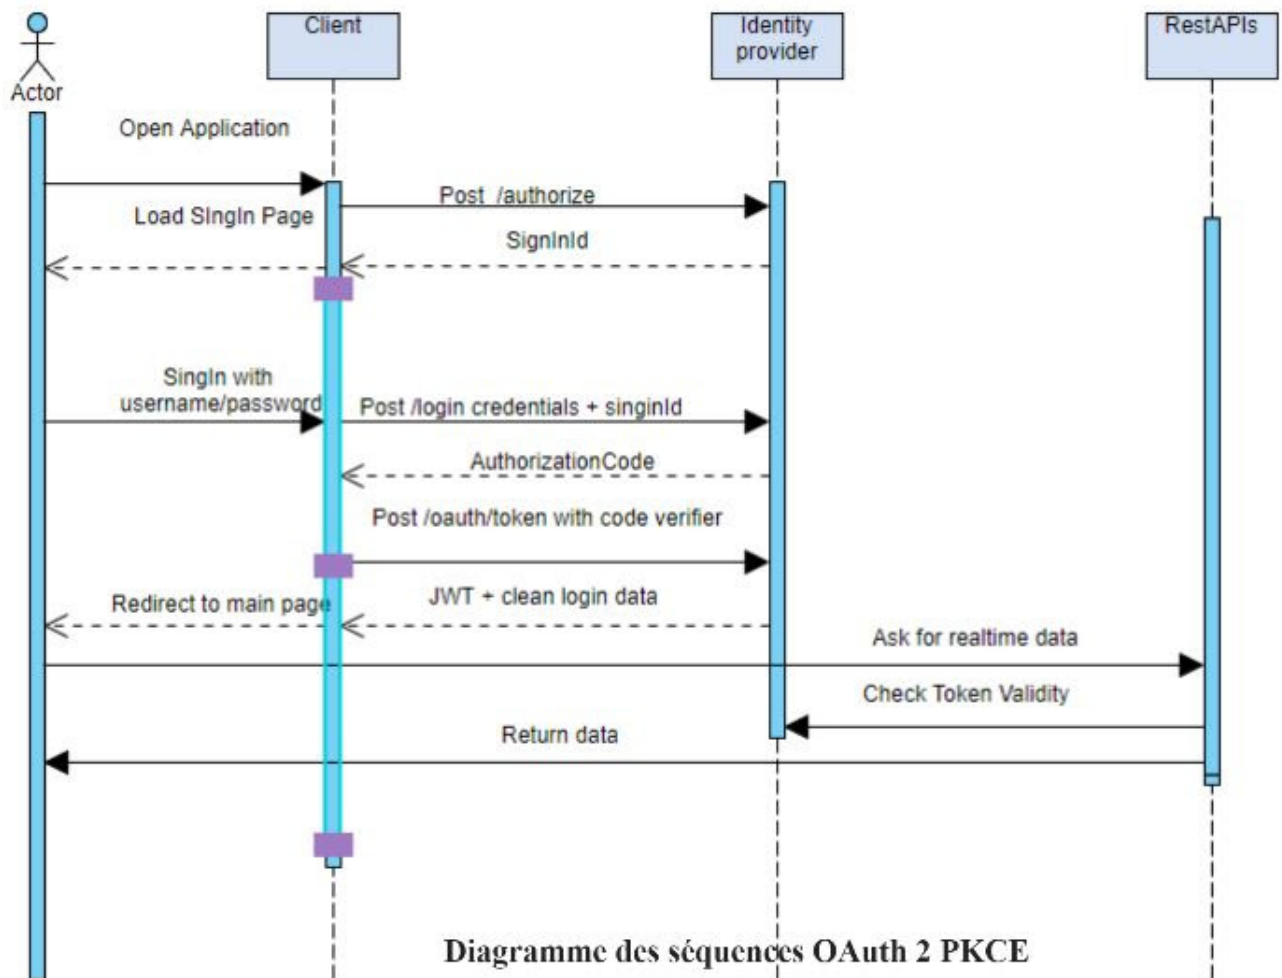 Client
Identity
provider
RestAPIs
Actor
Open Application
Post /authorize
Load SIngIn Page
SignInId
SingIn with
username/password
Post /login credentials + singinId
AuthorizationCode
Post /oauth/token with code verifier
JWT + clean login data
Redirect to main page
Ask for realtime data
Check Token Validity
Return data
Diagramme des séquences OAuth 2 PKCE